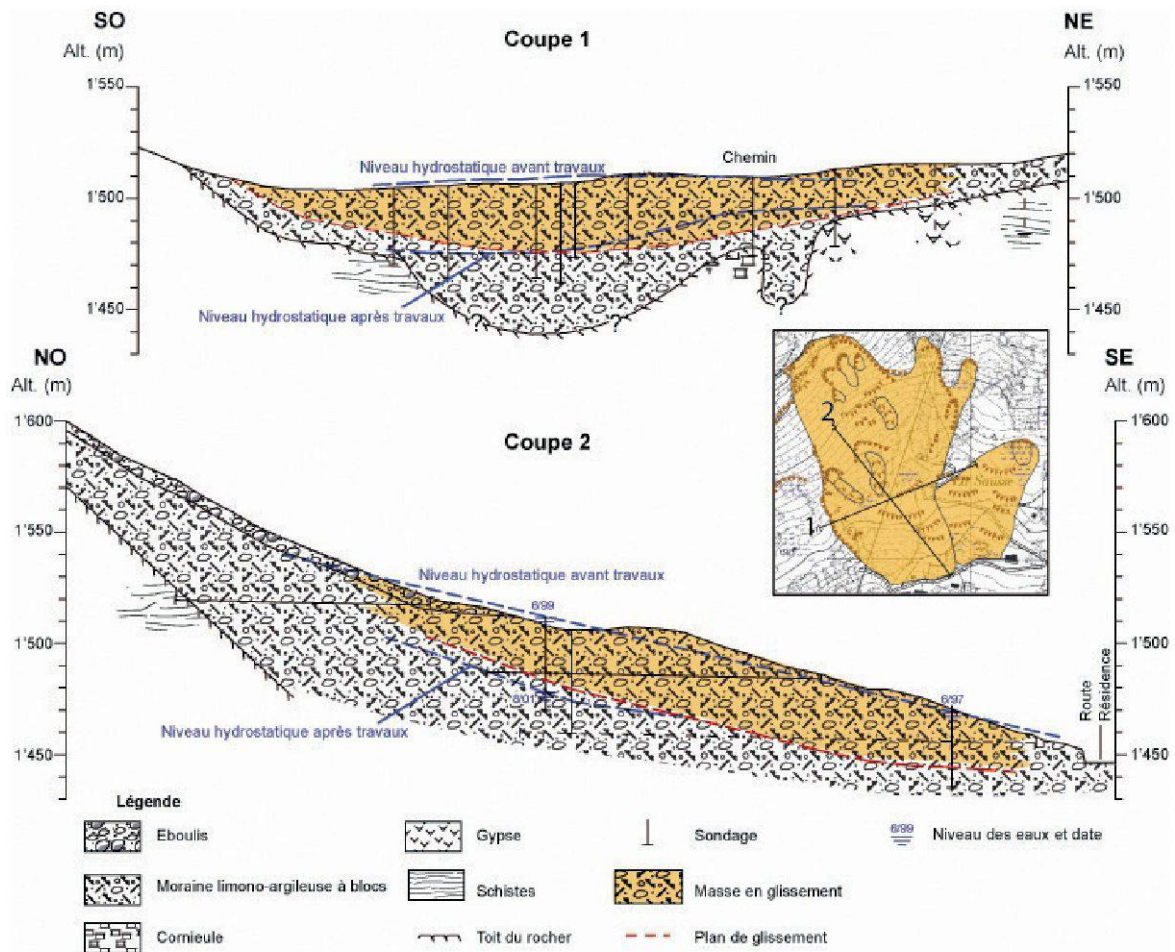 SO
NE
Alt. (m)
Coupe 1
Alt. (m)
1'550
1'550
Niveau hydrostatique avant travaux
Chemin
1'500
1'500
1'450
1'450
Niveau hydrostatique après travaux
NO
SE
Alt. (m)
Alt. (m)
2
1
1'600
Coupe 2
1'600
1'550
1'550
Niveau hydrostatique avant travaux
6/99
1'500
1'500
8/01
6/97
Route
Résidence
Niveau hydrostatique après travaux
1'450
1'450
Légende
Eboulis
Gypse
Sondage
6/99
Niveau des eaux et date
Moraine limono-argileuse à blocs
Schistes
Masse en glissement
Cornieule
Toit du rocher
Plan de glissement